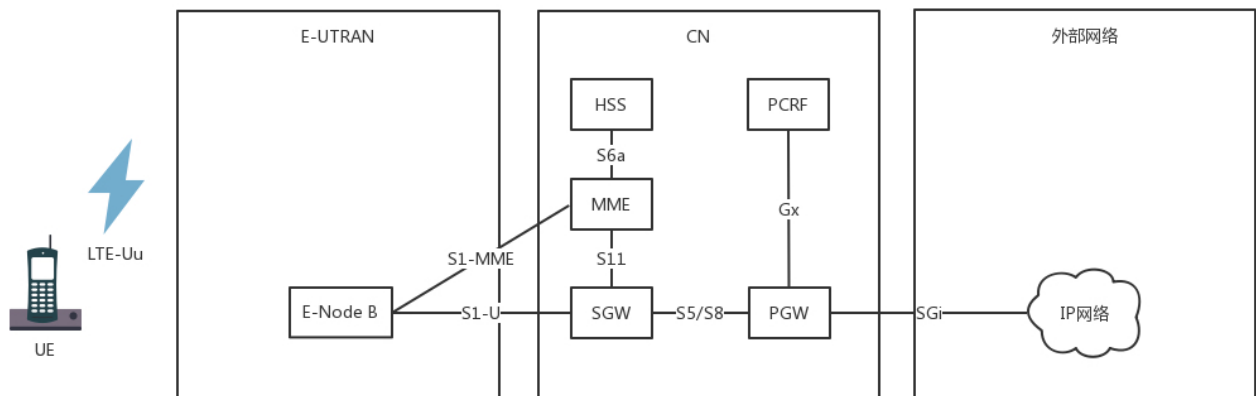 E-UTRAN
CN
外部网络
HSS
PCRF
S6a
MME
Gx
LTE-Uu
S1-MME
S11
E-Node B
S1-U
SGW
S5/S8
PGW
SGi
IP网络
UE